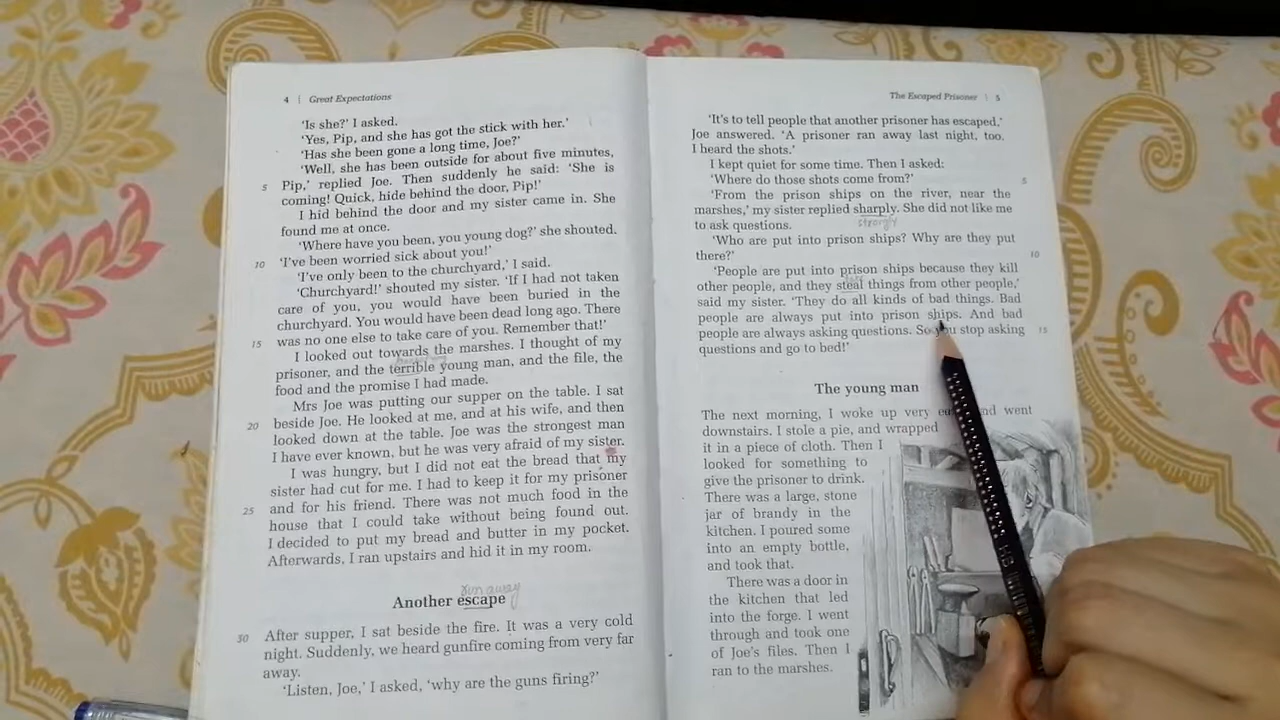 4 | Great Expectations
'Is she?' I asked.
'Yes, Pip, and she has got the stick with her.'
'Has she been gone a long time, Joe?'
'Well, she has been outside for about five minutes,
5 Pip,' replied Joe. Then suddenly he said: 'She is
coming! Quick, hide behind the door, Pip!'
I hid behind the door and my sister came in. She
found me at once.
'Where have you been, you young dog?' she shouted.
10 'I've been worried sick about you!'
'I've only been to the churchyard,' I said.
'Churchyard!' shouted my sister. 'If I had not taken
care of you, you would have been buried in the
churchyard. You would have been dead long ago. There
15 was no one else to take care of you. Remember that!'
I looked out towards the marshes. I thought of my
prisoner, and the terrible young man, and the file, the
food and the promise I had made.
Mrs Joe was putting our supper on the table. I sat
20 beside Joe. He looked at me, and at his wife, and then
looked down at the table. Joe was the strongest man
I have ever known, but he was very afraid of my sister.
I was hungry, but I did not eat the bread that my
sister had cut for me. I had to keep it for my prisoner
25 and for his friend. There was not much food in the
house that I could take without being found out.
I decided to put my bread and butter in my pocket.
Afterwards, I ran upstairs and hid it in my room.
run away
Another escape
30 After supper, I sat beside the fire. It was a very cold
night. Suddenly, we heard gunfire coming from very far
away.
'Listen, Joe,' I asked, 'why are the guns firing?'
The Escaped Prisoner | 5
'It's to tell people that another prisoner has escaped,'
Joe answered. 'A prisoner ran away last night, too.
I heard the shots.'
I kept quiet for some time. Then I asked:
'Where do those shots come from?' 5
'From the prison ships on the river, near the
marshes,' my sister replied sharply. She did not like me
to ask questions. strongly
'Who are put into prison ships? Why are they put
there?' 10
'People are put into prison ships because they kill
other people, and they steal things from other people,'
said my sister. 'They do all kinds of bad things. Bad
people are always put into prison ships. And bad
people are always asking questions. So you stop asking 15
questions and go to bed!'
The young man
The next morning, I woke up very and went
downstairs. I stole a pie, and wrapped
it in a piece of cloth. Then I
looked for something to
give the prisoner to drink.
There was a large, stone
jar of brandy in the
kitchen. I poured some
into an empty bottle,
and took that.
There was a door in
the kitchen that led
into the forge. I went
through and took one
of Joe's files. Then I
ran to the marshes.
HB